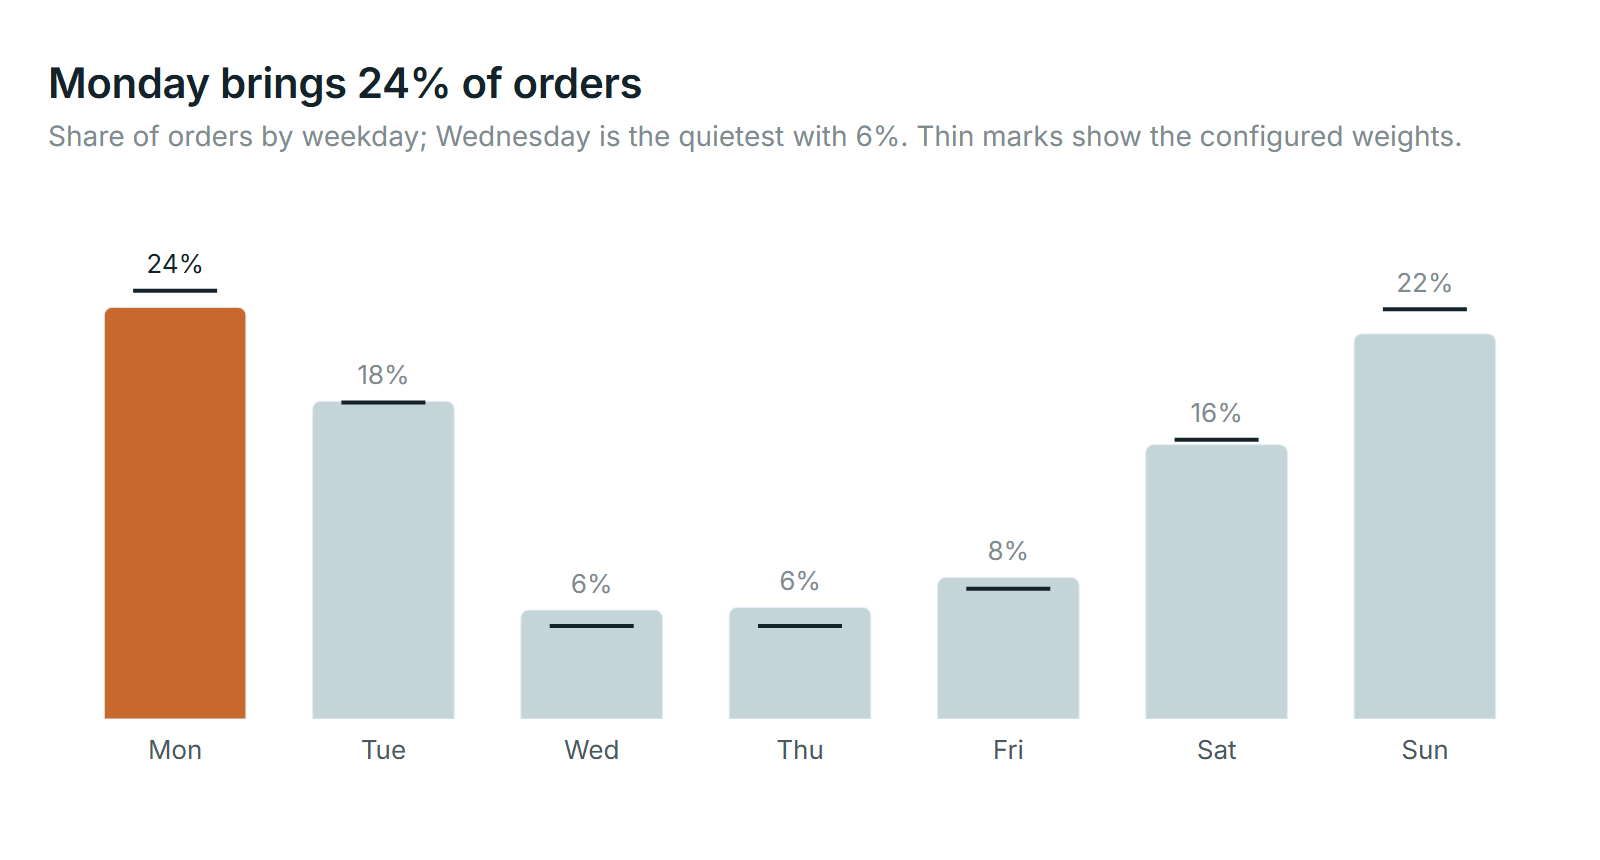 Monday brings 24% of orders
Share of orders by weekday; Wednesday is the quietest with 6%. Thin marks show the configured weights.
24%
18%
6%
6%
8%
16%
22%
Mon
Tue
Wed
Thu
Fri
Sat
Sun